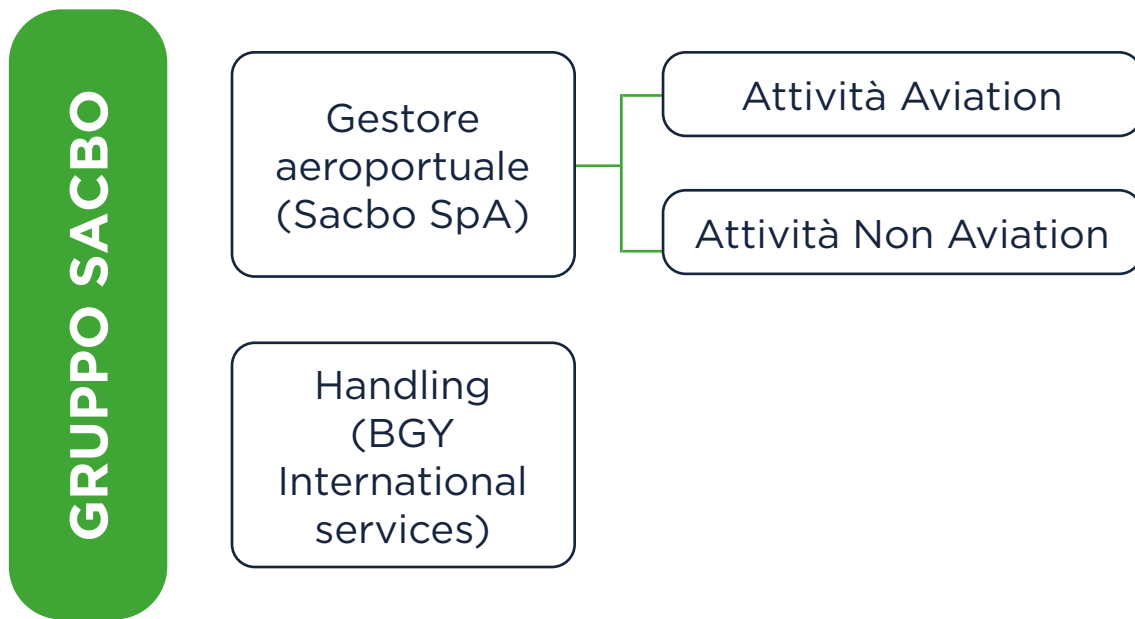 GRUPPO SACBO
Gestore
aeroportuale
(Sacbo SpA)
Attività Aviation
Attività Non Aviation
Handling
(BGY
International
services)